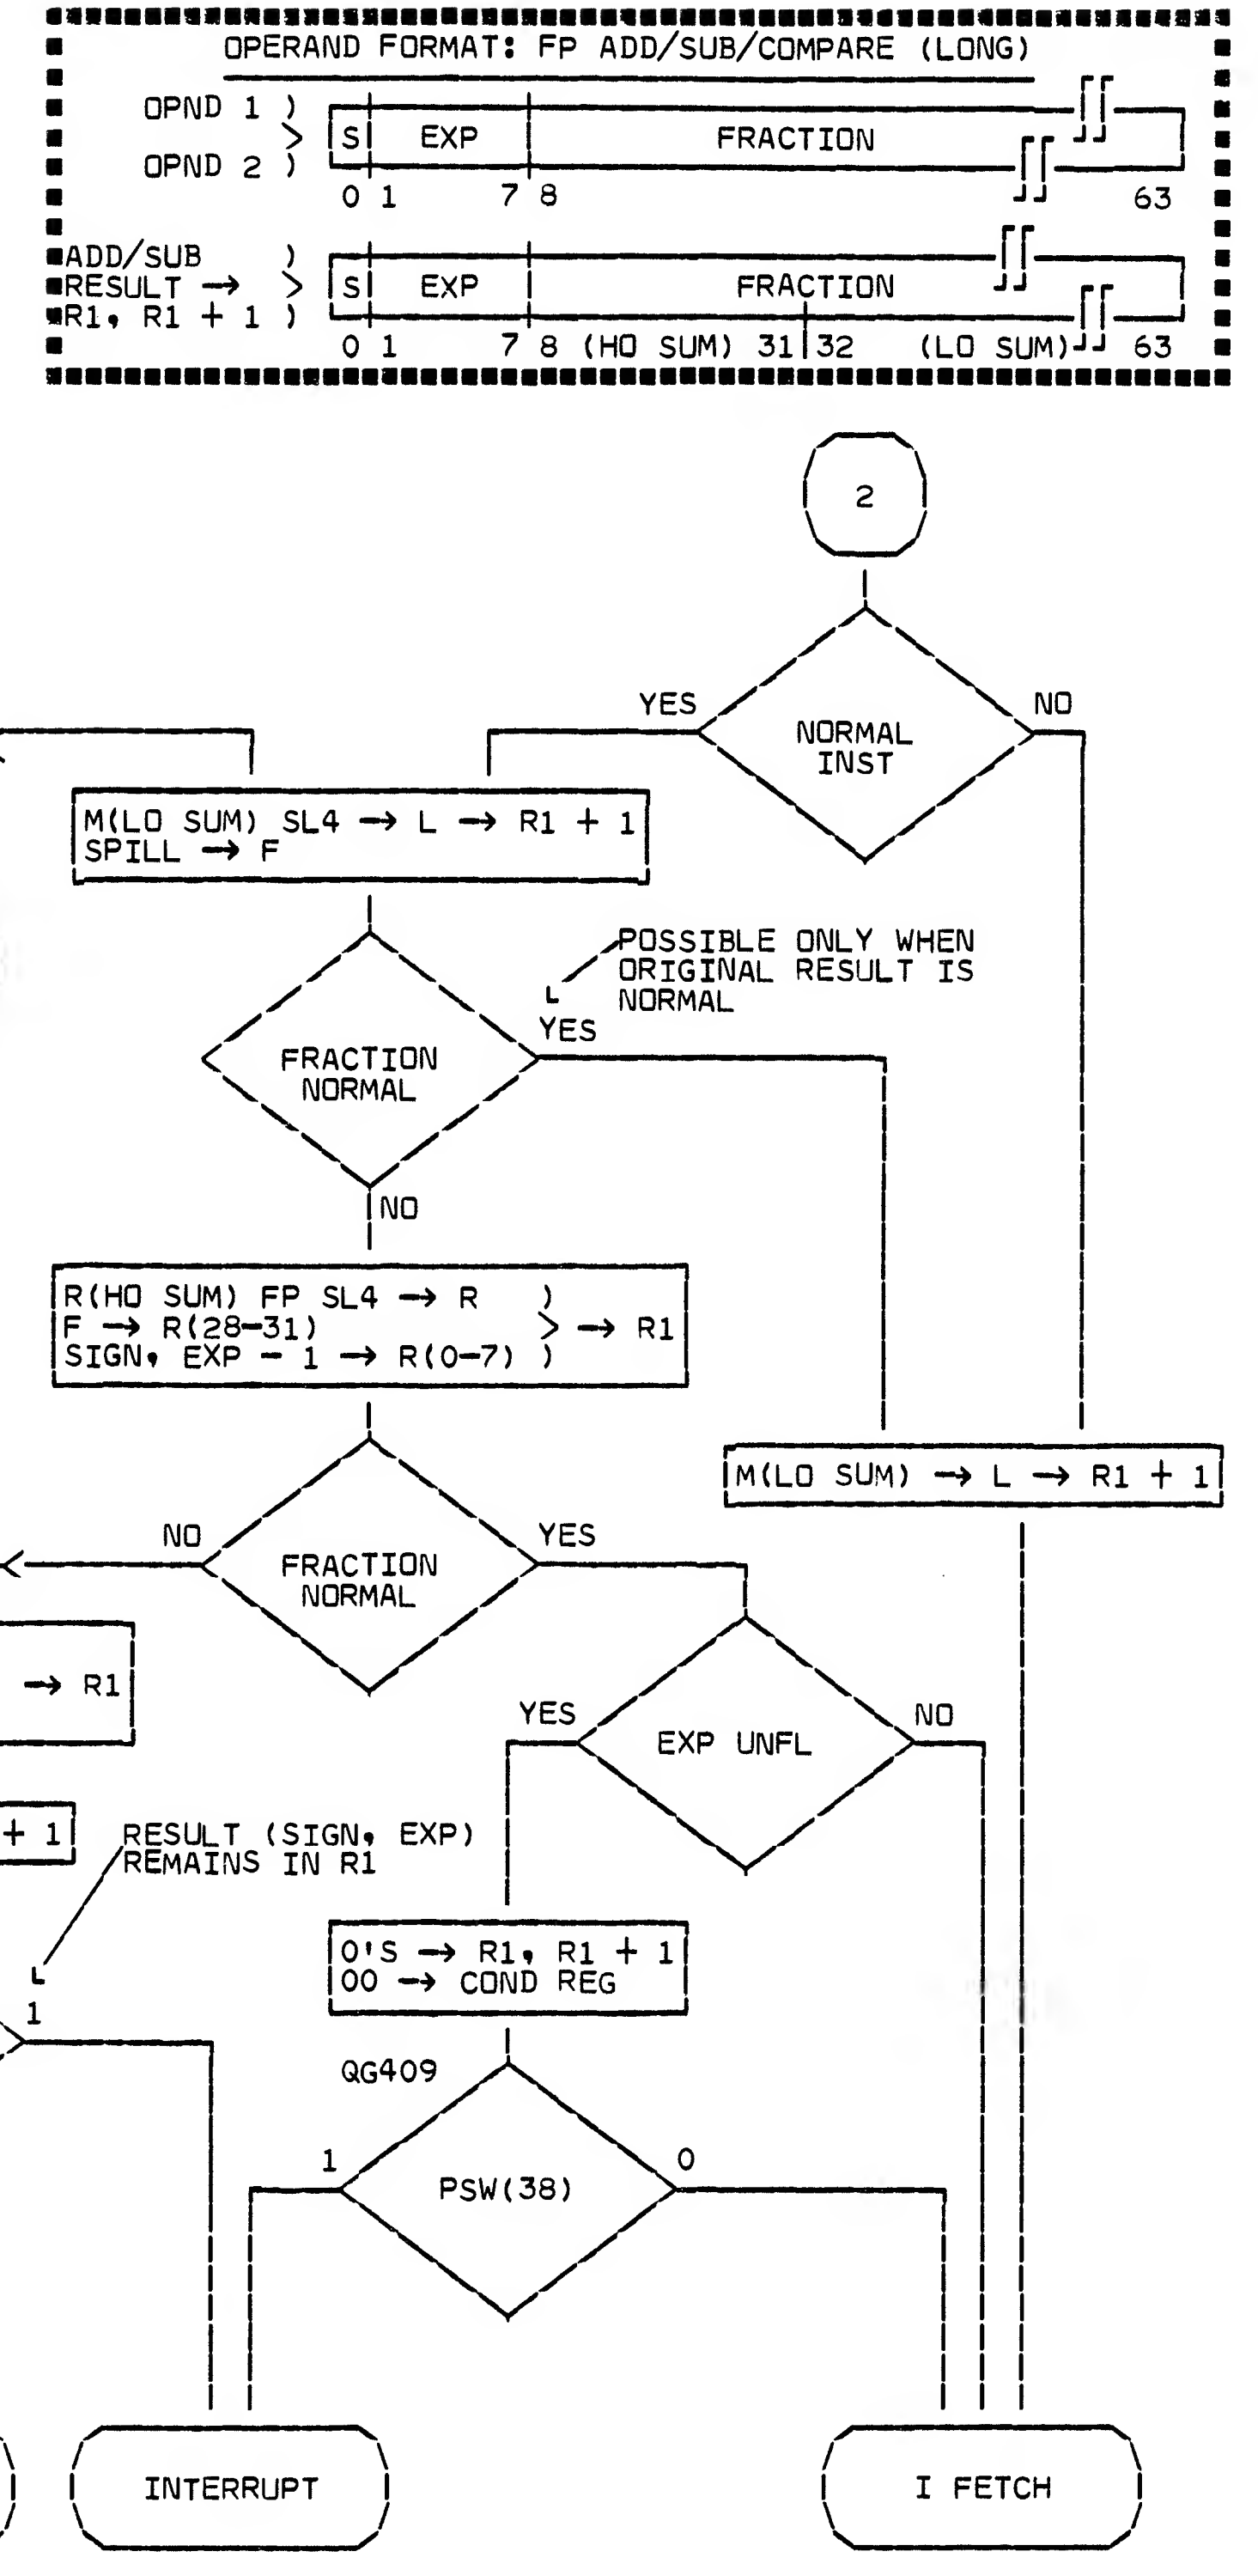 OPERAND FORMAT: FP ADD/SUB/COMPARE (LONG)
OPND 1 )
> S EXP FRACTION
OPND 2 )
0 1 7 8 63
ADD/SUB )
RESULT → > S EXP FRACTION
R1, R1 + 1 )
0 1 7 8 (HO SUM) 31 32 (LO SUM) 63
2
YES NO
NORMAL
INST
M(LO SUM) SL4 → L → R1 + 1
SPILL → F
POSSIBLE ONLY WHEN
ORIGINAL RESULT IS
NORMAL
YES
FRACTION
NORMAL
NO
R(HO SUM) FP SL4 → R )
F → R(28-31) > → R1
SIGN, EXP - 1 → R(0-7) )
M(LO SUM) → L → R1 + 1
NO YES
FRACTION
NORMAL
→ R1
YES NO
EXP UNFL
+ 1
RESULT (SIGN, EXP)
REMAINS IN R1
0'S → R1, R1 + 1
00 → COND REG
1
QG409
1 0
PSW(38)
INTERRUPT
I FETCH